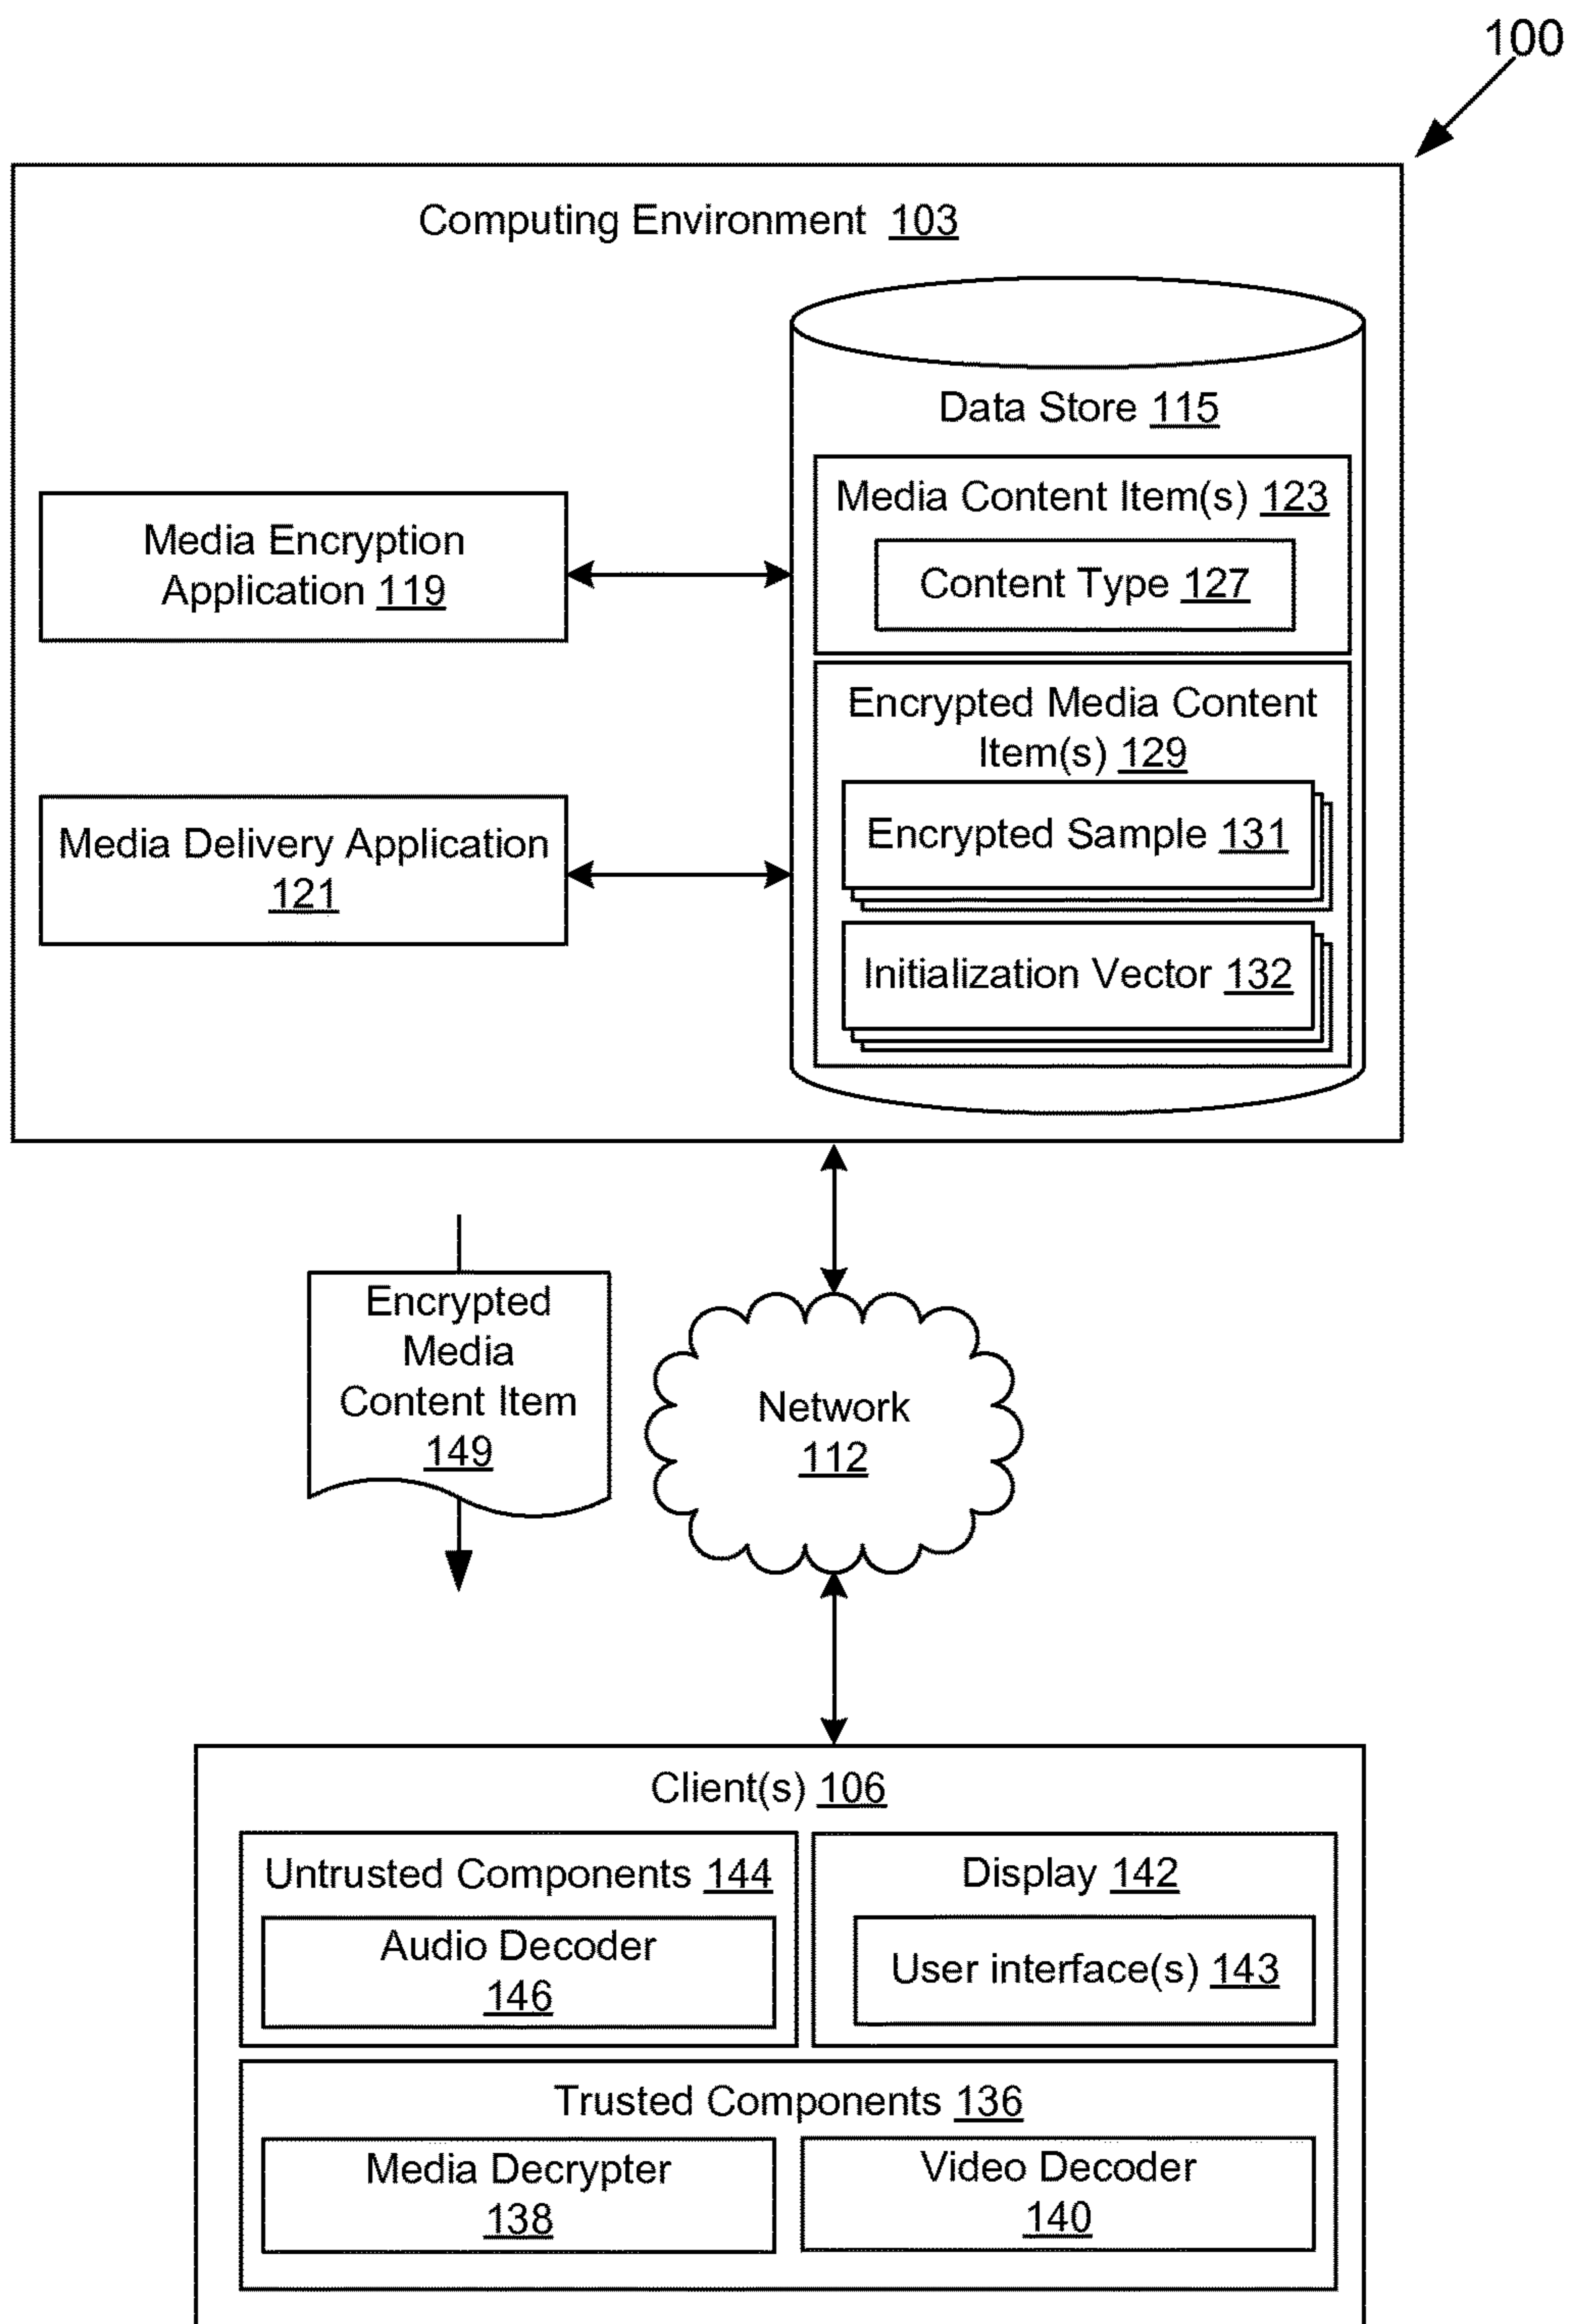 100
Computing Environment 103
Data Store 115
Media Content Item(s) 123
Content Type 127
Media Encryption
Application 119
Encrypted Media Content
Item(s) 129
Encrypted Sample 131
Initialization Vector 132
Media Delivery Application
121
Encrypted
Media
Content Item
149
Network
112
Client(s) 106
Untrusted Components 144
Audio Decoder
146
Display 142
User interface(s) 143
Trusted Components 136
Media Decrypter
138
Video Decoder
140